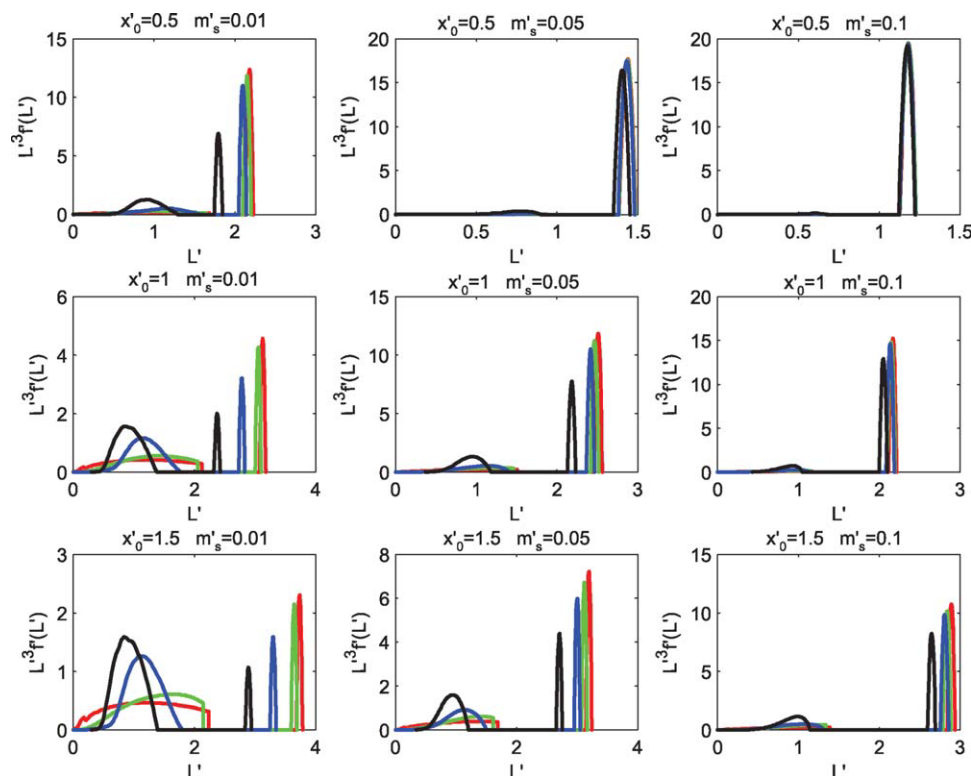 x'₀=0.5 m'ₛ=0.01
15
10
5
0
L'³f'(L')
0 1 2 3
L'
x'₀=0.5 m'ₛ=0.05
20
15
10
5
0
L'³f'(L')
0 0.5 1 1.5
L'
x'₀=0.5 m'ₛ=0.1
20
15
10
5
0
L'³f'(L')
0 0.5 1 1.5
L'
x'₀=1 m'ₛ=0.01
6
4
2
0
L'³f'(L')
0 2 4
L'
x'₀=1 m'ₛ=0.05
15
10
5
0
L'³f'(L')
0 1 2 3
L'
x'₀=1 m'ₛ=0.1
20
15
10
5
0
L'³f'(L')
0 1 2 3
L'
x'₀=1.5 m'ₛ=0.01
3
2
1
0
L'³f'(L')
0 2 4
L'
x'₀=1.5 m'ₛ=0.05
8
6
4
2
0
L'³f'(L')
0 2 4
L'
x'₀=1.5 m'ₛ=0.1
15
10
5
0
L'³f'(L')
0 1 2 3
L'